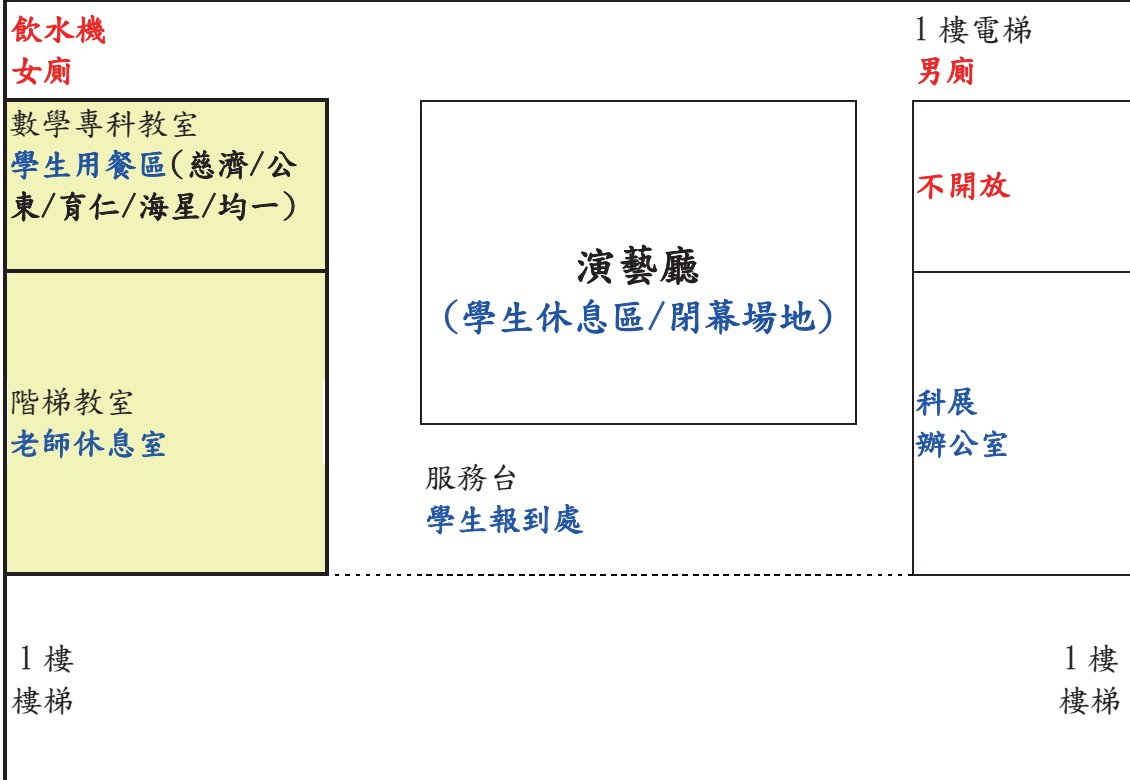 飲水機
女廁
1 樓電梯
男廁
數學專科教室
學生用餐區(慈濟/公
東/育仁/海星/均一)
不開放
演藝廳
(學生休息區/閉幕場地)
階梯教室
老師休息室
科展
辦公室
服務台
學生報到處
1 樓
樓梯
1 樓
樓梯